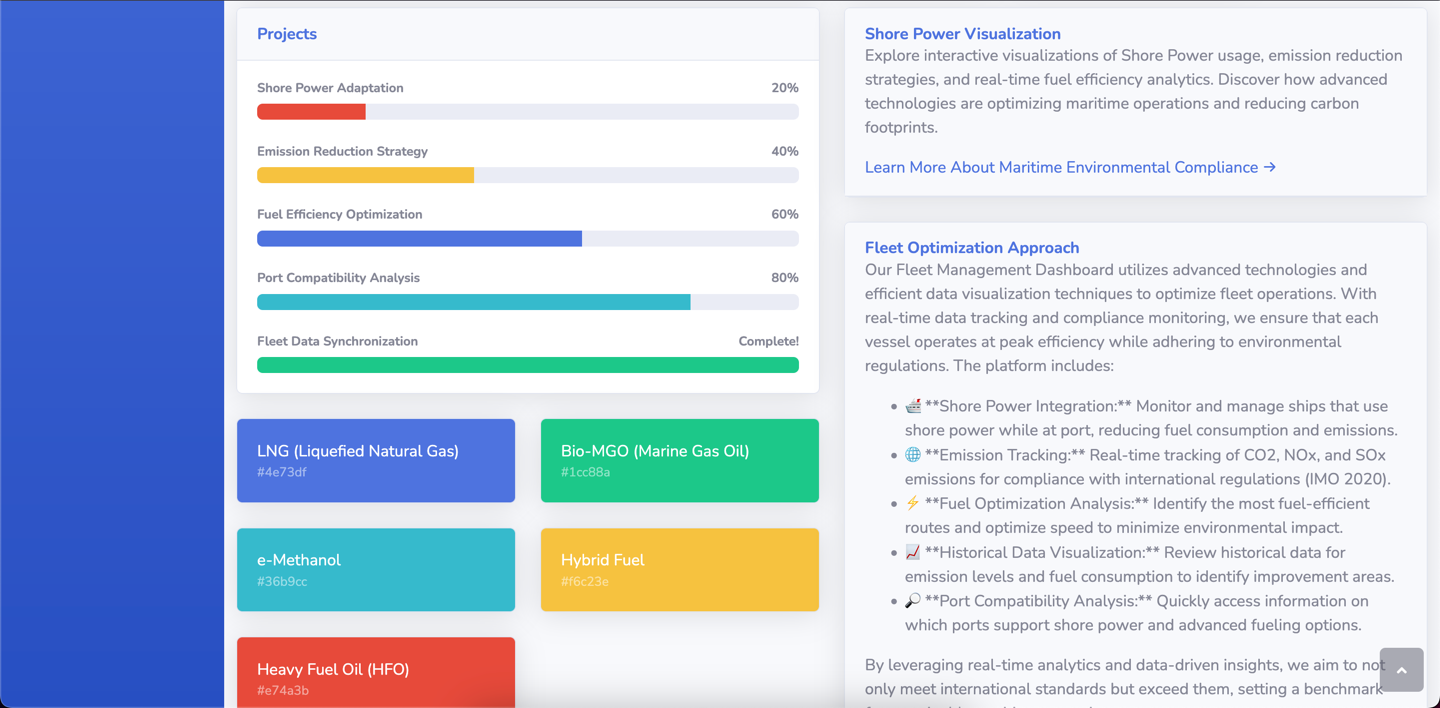 Projects
Shore Power Adaptation 20%
Emission Reduction Strategy 40%
Fuel Efficiency Optimization 60%
Port Compatibility Analysis 80%
Fleet Data Synchronization Complete!
LNG (Liquefied Natural Gas)
#4e73df
Bio-MGO (Marine Gas Oil)
#1cc88a
e-Methanol
#36b9cc
Hybrid Fuel
#f6c23e
Heavy Fuel Oil (HFO)
#e74a3b
Shore Power Visualization
Explore interactive visualizations of Shore Power usage, emission reduction
strategies, and real-time fuel efficiency analytics. Discover how advanced
technologies are optimizing maritime operations and reducing carbon
footprints.
Learn More About Maritime Environmental Compliance →
Fleet Optimization Approach
Our Fleet Management Dashboard utilizes advanced technologies and
efficient data visualization techniques to optimize fleet operations. With
real-time data tracking and compliance monitoring, we ensure that each
vessel operates at peak efficiency while adhering to environmental
regulations. The platform includes:
• 🚢 **Shore Power Integration:** Monitor and manage ships that use
shore power while at port, reducing fuel consumption and emissions.
• 🌐 **Emission Tracking:** Real-time tracking of CO2, NOx, and SOx
emissions for compliance with international regulations (IMO 2020).
• ⚡ **Fuel Optimization Analysis:** Identify the most fuel-efficient
routes and optimize speed to minimize environmental impact.
• 📈 **Historical Data Visualization:** Review historical data for
emission levels and fuel consumption to identify improvement areas.
• 🔎 **Port Compatibility Analysis:** Quickly access information on
which ports support shore power and advanced fueling options.
By leveraging real-time analytics and data-driven insights, we aim to not
only meet international standards but exceed them, setting a benchmark